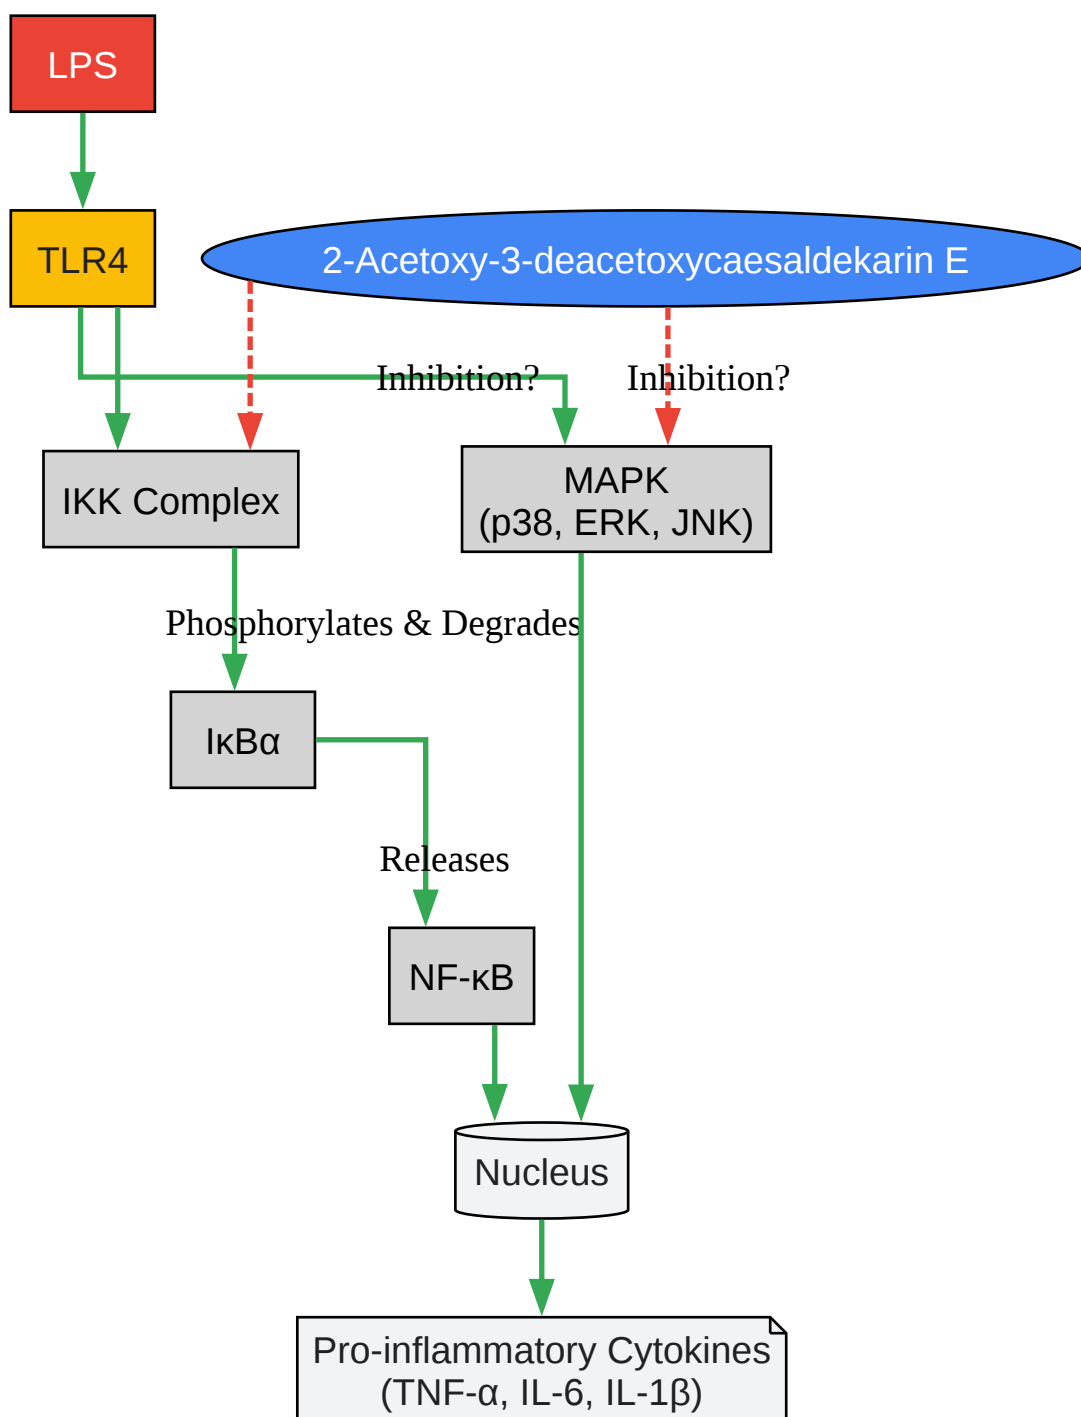 LPS
TLR4
2-Acetoxy-3-deacetoxycaesaldekarin E
Inhibition?
Inhibition?
IKK Complex
MAPK
(p38, ERK, JNK)
Phosphorylates & Degrades
IκBα
Releases
NF-κB
Nucleus
Pro-inflammatory Cytokines
(TNF-α, IL-6, IL-1β)